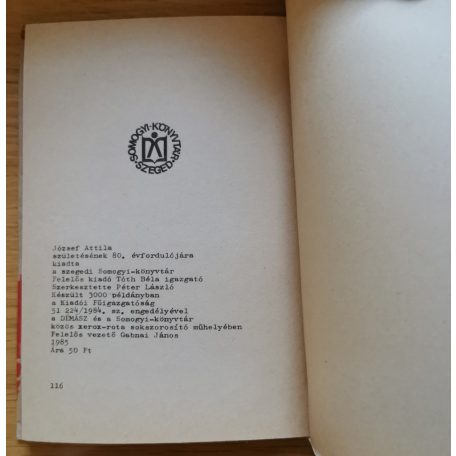 SOMOGYI-KÖNYVTÁR
SZEGED
József Attila
születésének 80. évfordulójára
kiadta
a szegedi Somogyi-könyvtár
Felelős kiadó Tóth Béla igazgató
Szerkesztette Péter László
Készült 3000 példányban
a Kiadói Főigazgatóság
51 224/1984. sz. engedélyével
a DÉMÁSZ és a Somogyi-könyvtár
közös xerox-rota sokszorosító műhelyében
Felelős vezető Gabnai János
1985
Ára 50 Ft
116